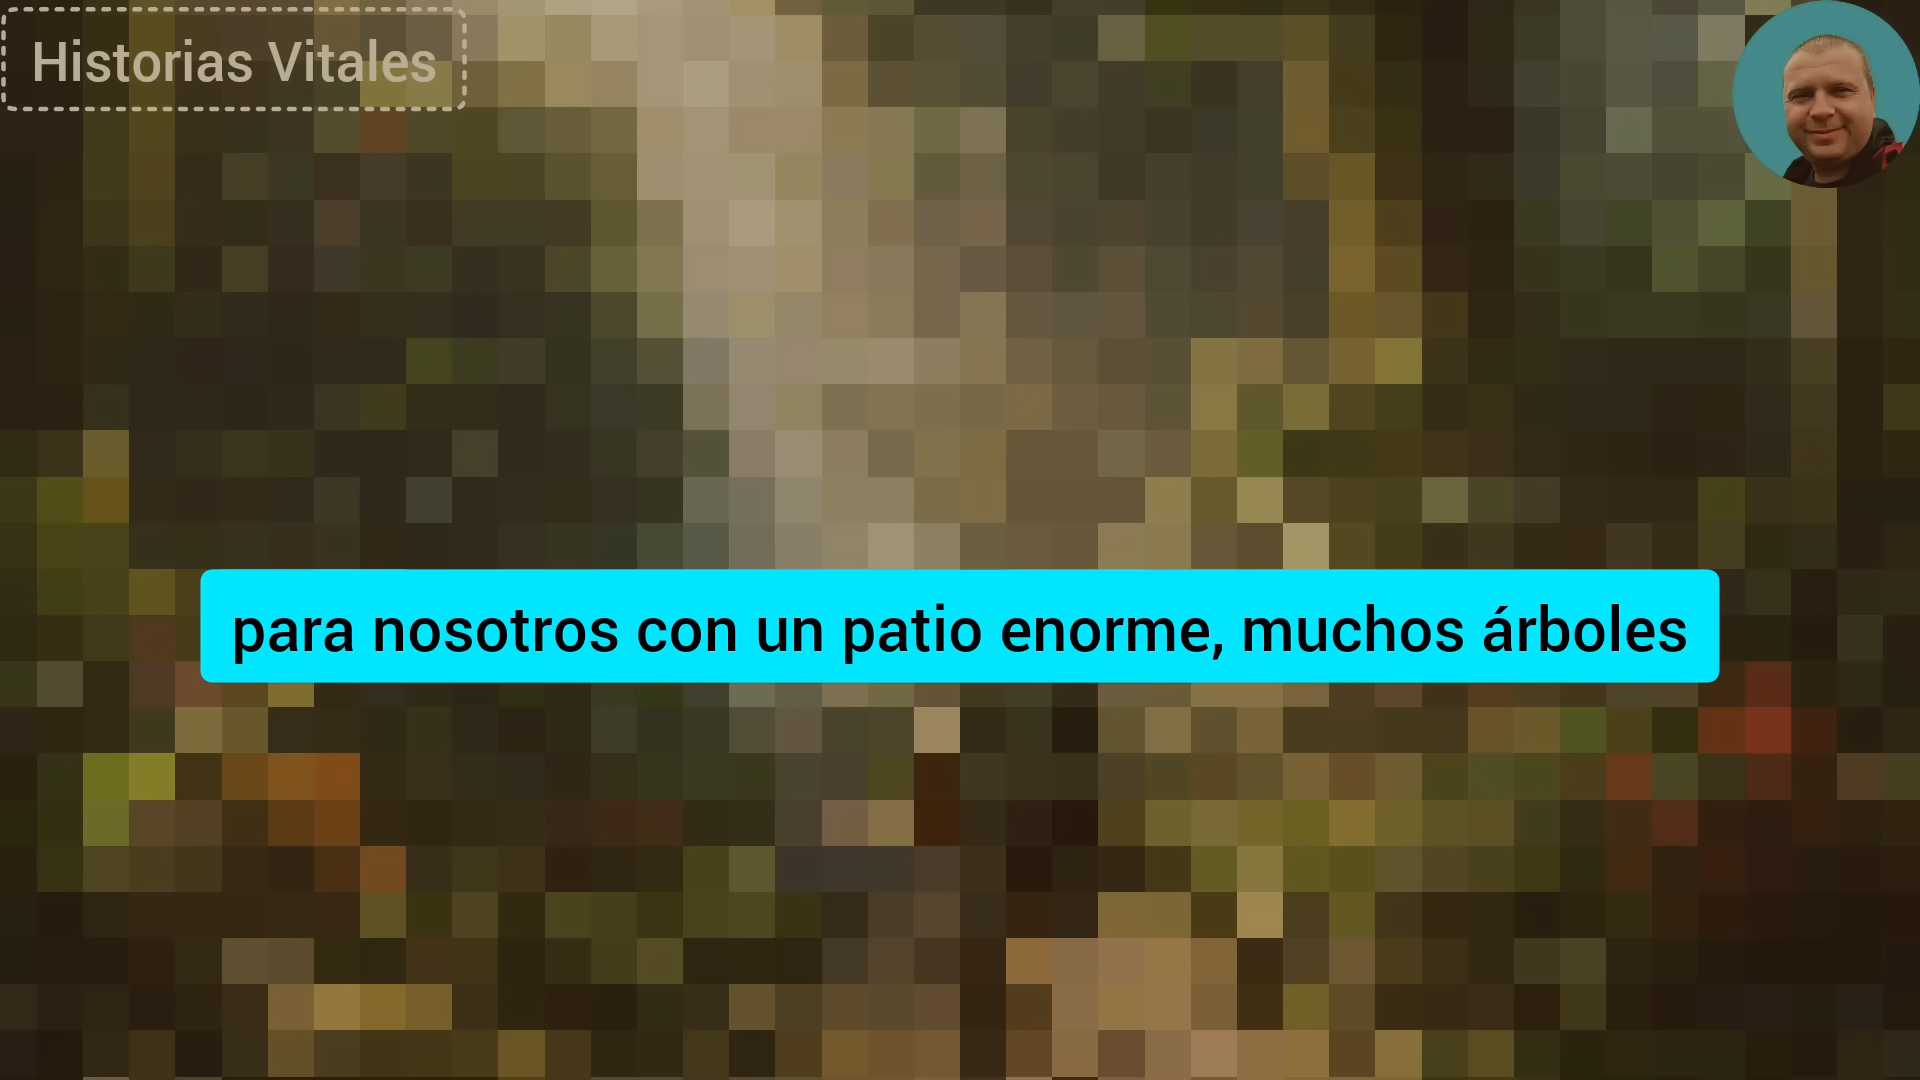 Historias Vitales
para nosotros con un patio enorme, muchos árboles